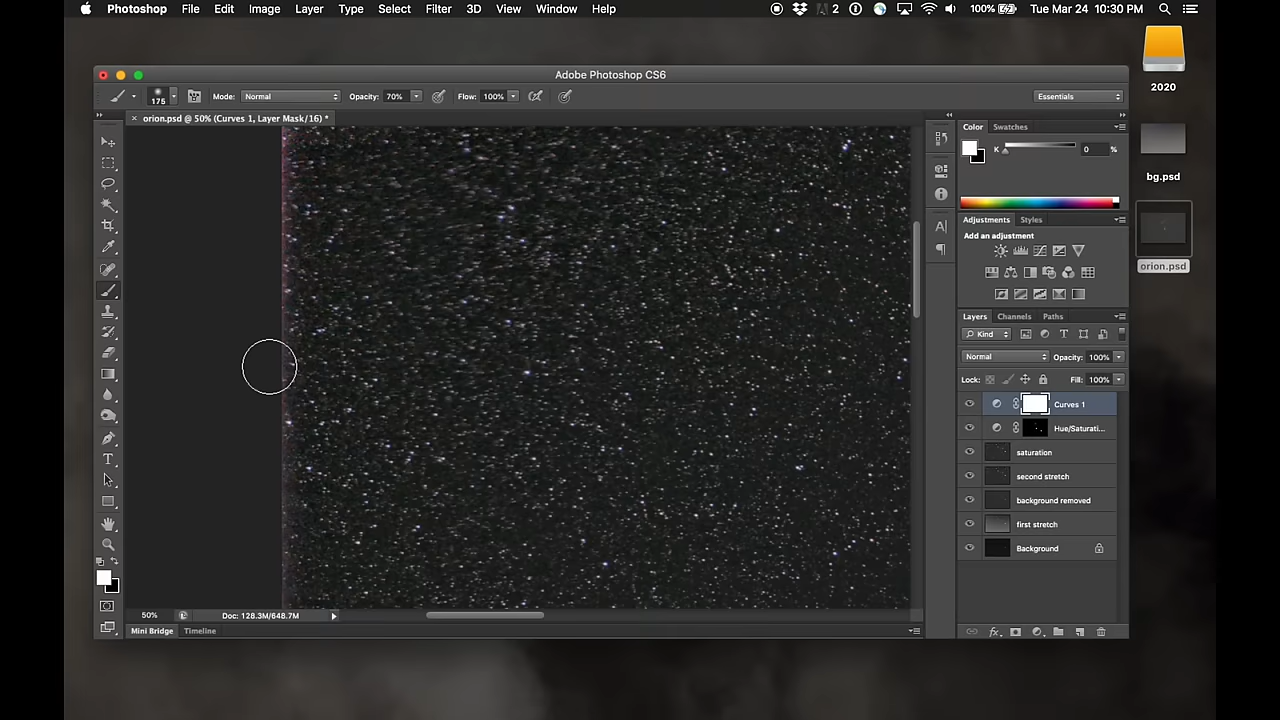 Photoshop File Edit Image Layer Type Select Filter 3D View Window Help 2 100% Tue Mar 24 10:30 PM
Adobe Photoshop CS6
175 Mode: Normal Opacity: 70% Flow: 100% Essentials
orion.psd @ 50% (Curves 1, Layer Mask/16) *
Color Swatches
K 0 %
Adjustments Styles
Add an adjustment
Layers Channels Paths
Kind
Normal Opacity: 100%
Lock: Fill: 100%
Curves 1
Hue/Saturati...
saturation
second stretch
background removed
first stretch
Background
50% Doc: 128.3M/648.7M
Mini Bridge Timeline
2020
bg.psd
orion.psd